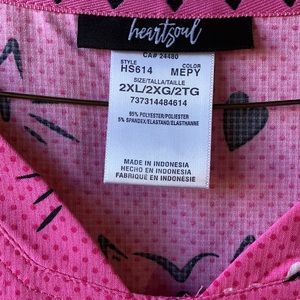 heartsoul
CA# 24480
STYLE COLOR
HS614 MEPY
SIZE/TALLA/TAILLE
2XL/2XG/2TG
737314484614
95% POLYESTER/POLIESTER
5% SPANDEX/ELASTAN/ELASTHANNE
MADE IN INDONESIA
HECHO EN INDONESIA
FABRIQUÉ EN INDONÉSIE